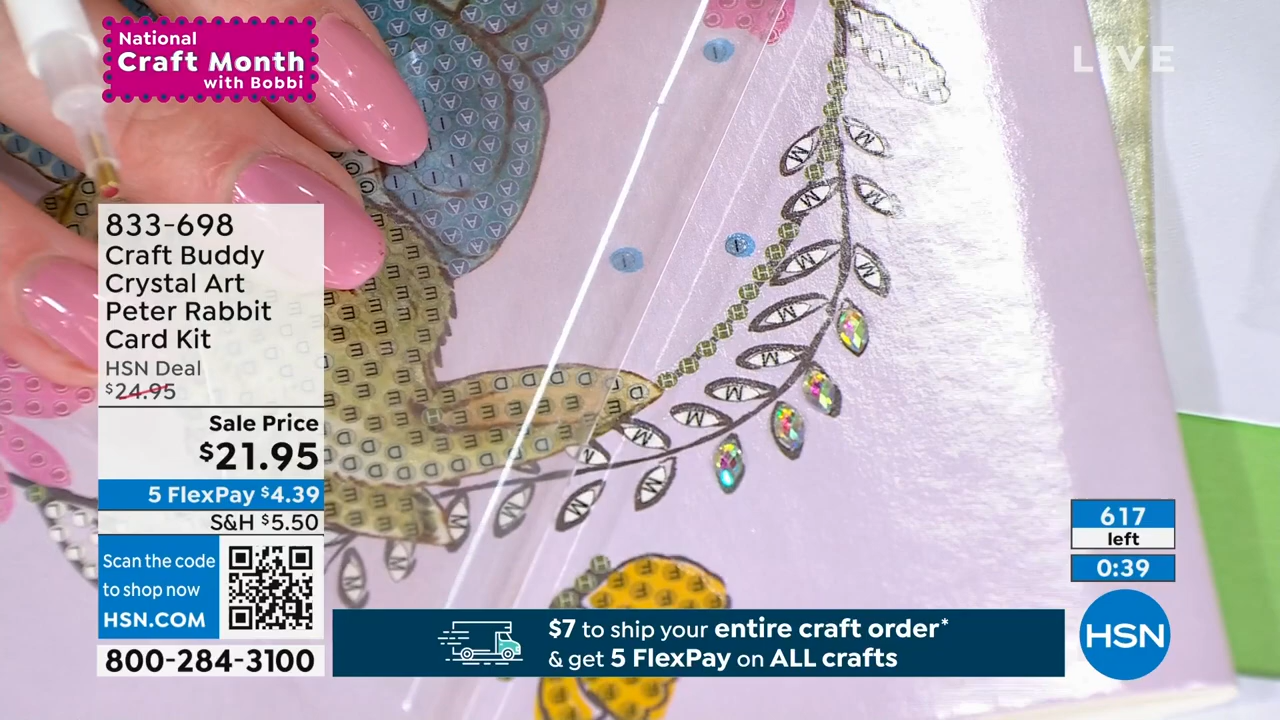 National
Craft Month
with Bobbi
LIVE
833-698
Craft Buddy
Crystal Art
Peter Rabbit
Card Kit
HSN Deal
$24.95
Sale Price
$21.95
5 FlexPay $4.39
S&H $5.50
Scan the code
to shop now
HSN.COM
800-284-3100
617
left
0:39
$7 to ship your entire craft order*
& get 5 FlexPay on ALL crafts
HSN